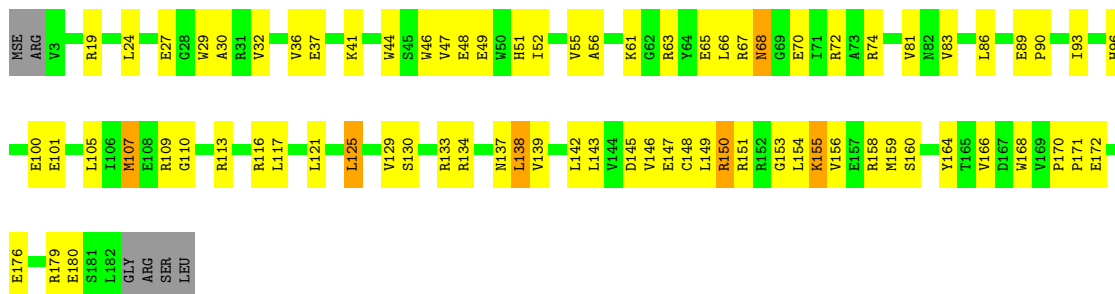 MSE ARG V3 R19 L24 E27 G28 W29 A30 R31 V32 V36 E37 K41 W44 S45 W46 V47 E48 E49 W50 H51 I52 V55 A56 K61 G62 R63 Y64 E65 L66 R67 N68 G69 E70 I71 R72 A73 R74 V81 N82 V83 L86 E89 P90 I93 H96
E100 E101 L105 I106 M107 E108 R109 G110 R113 R116 L117 L121 L125 V129 S130 R133 R134 N137 L138 V139 L142 L143 V144 D145 V146 E147 C148 L149 R150 R151 R152 G153 L154 K155 V156 E157 R158 M159 S160 Y164 T165 V166 D167 W168 V169 P170 P171 E172
E176 R179 E180 S181 L182 GLY ARG SER LEU